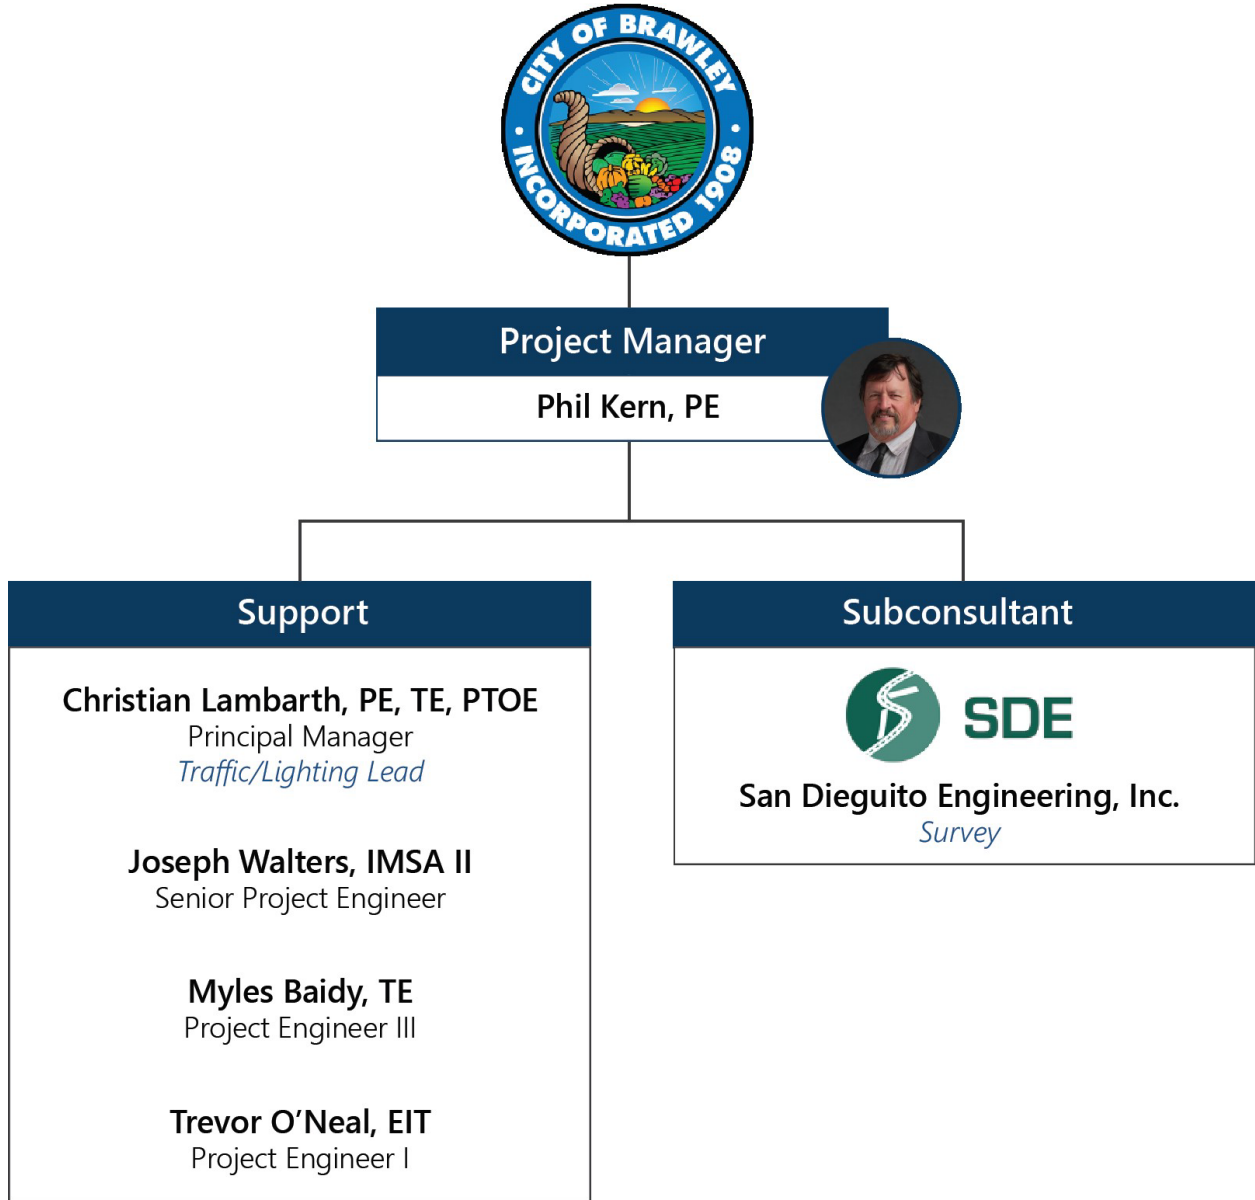 CITY OF BRAWLEY
INCORPORATED 1908
Project Manager
Phil Kern, PE
Support
Christian Lambarth, PE, TE, PTOE
Principal Manager
Traffic/Lighting Lead
Joseph Walters, IMSA II
Senior Project Engineer
Myles Baidy, TE
Project Engineer III
Trevor O’Neal, EIT
Project Engineer I
Subconsultant
SDE
San Dieguito Engineering, Inc.
Survey